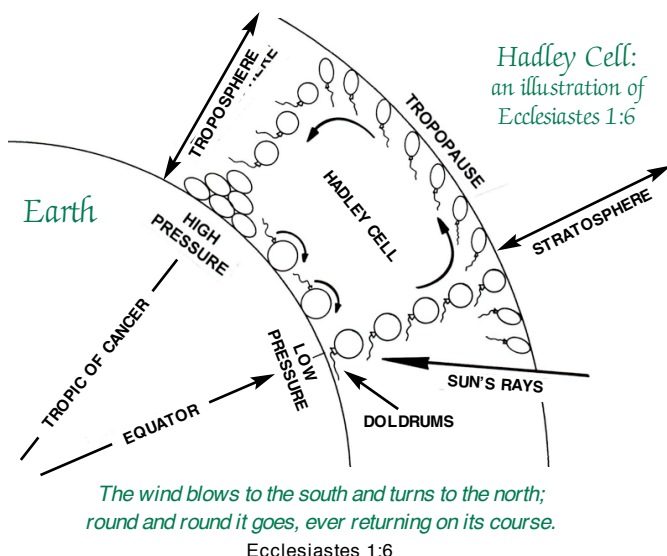 Hadley Cell:
an illustration of
Ecclesiastes 1:6
TROPOSPHERE
TROPOPAUSE
HADLEY CELL
STRATOSPHERE
Earth
HIGH
PRESSURE
LOW
PRESSURE
TROPIC OF CANCER
EQUATOR
SUN'S RAYS
DOLDRUMS
The wind blows to the south and turns to the north;
round and round it goes, ever returning on its course.
Ecclesiastes 1:6